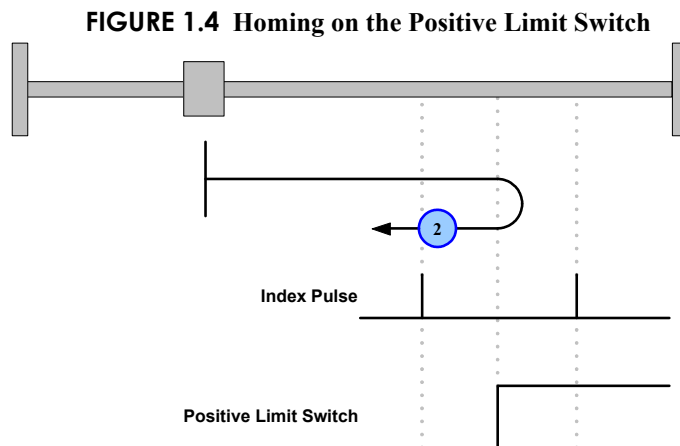 FIGURE 1.4 Homing on the Positive Limit Switch
2
Index Pulse
Positive Limit Switch